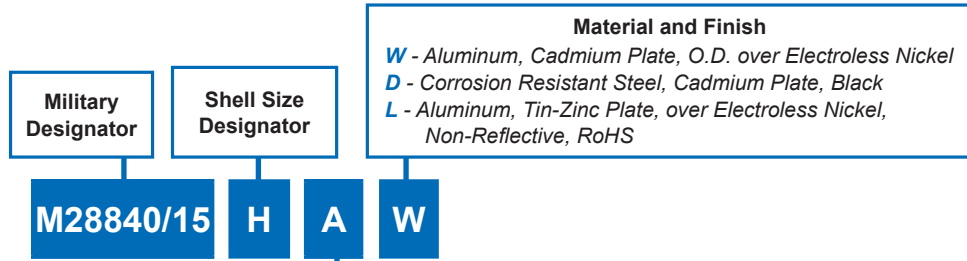 Material and Finish
W - Aluminum, Cadmium Plate, O.D. over Electroless Nickel
D - Corrosion Resistant Steel, Cadmium Plate, Black
L - Aluminum, Tin-Zinc Plate, over Electroless Nickel,
Non-Reflective, RoHS
Military
Designator
Shell Size
Designator
M28840/15 H A W